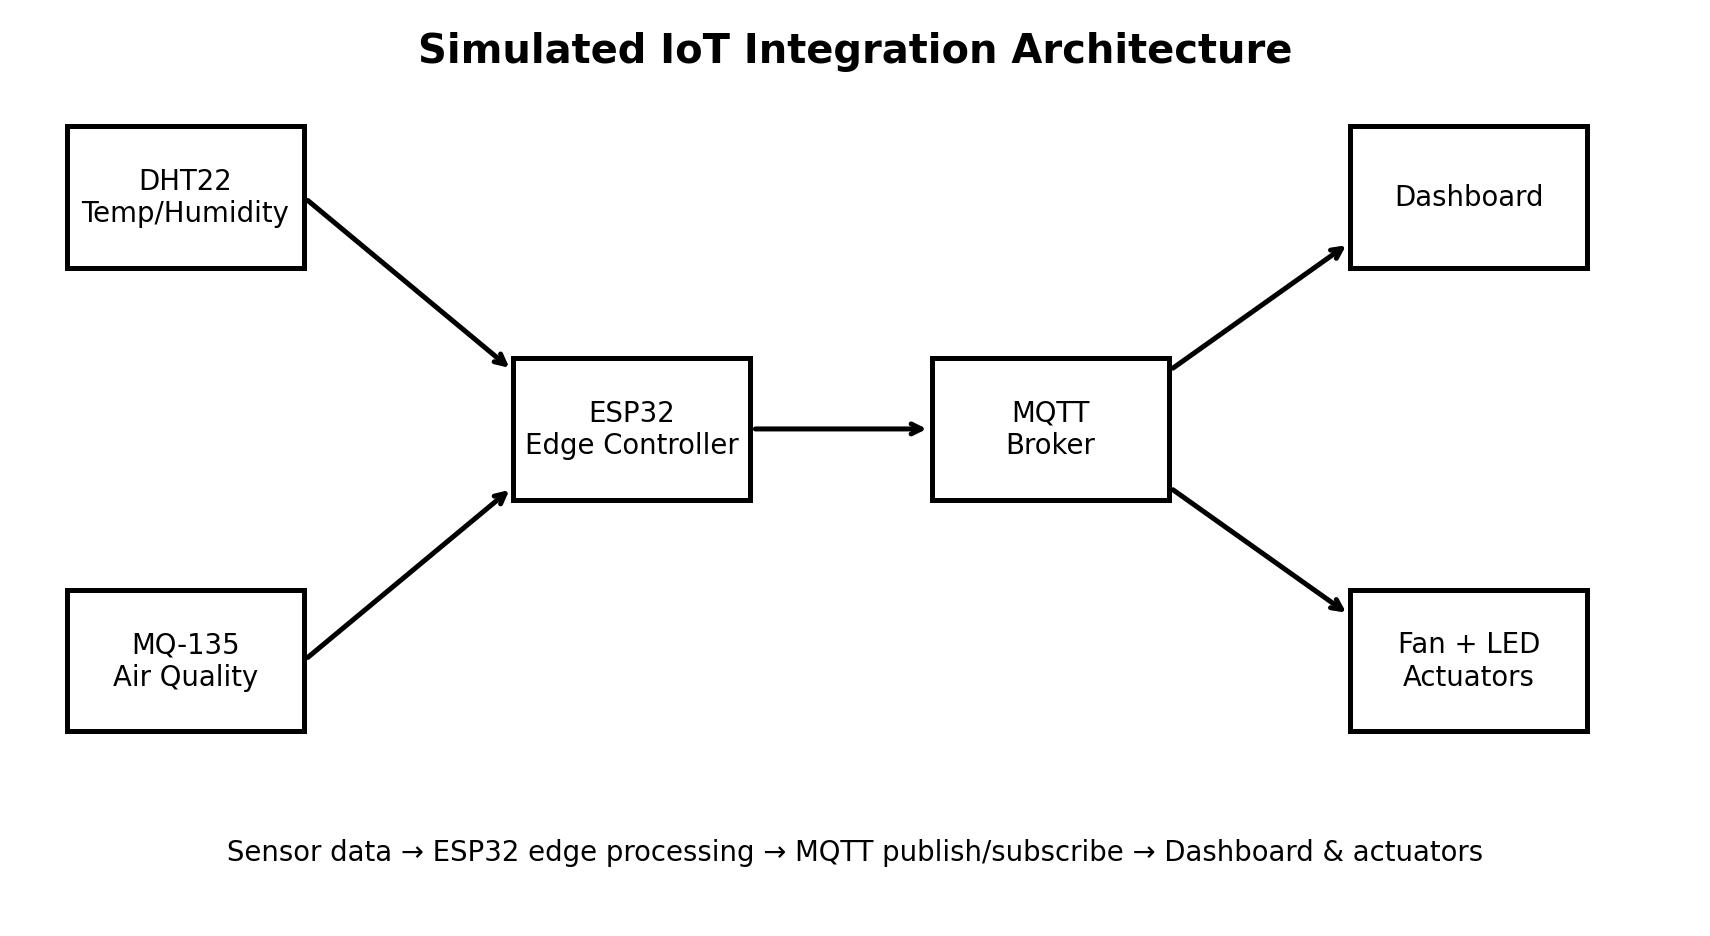 Simulated IoT Integration Architecture
DHT22
Temp/Humidity
Dashboard
ESP32
Edge Controller
MQTT
Broker
MQ-135
Air Quality
Fan + LED
Actuators
Sensor data → ESP32 edge processing → MQTT publish/subscribe → Dashboard & actuators